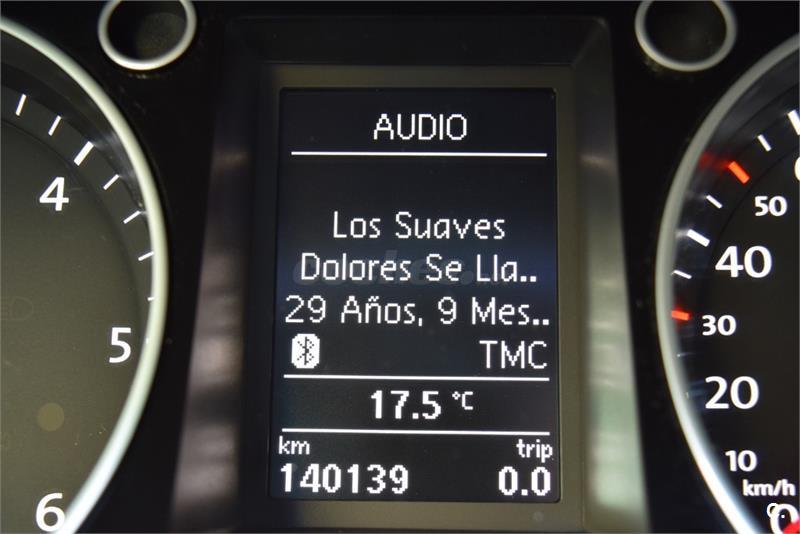 AUDIO
Los Suaves
Dolores Se Lla..
29 Años, 9 Mes..
TMC
17.5 °C
km trip
140139 0.0
4
5
6
50
40
30
20
10
km/h
0